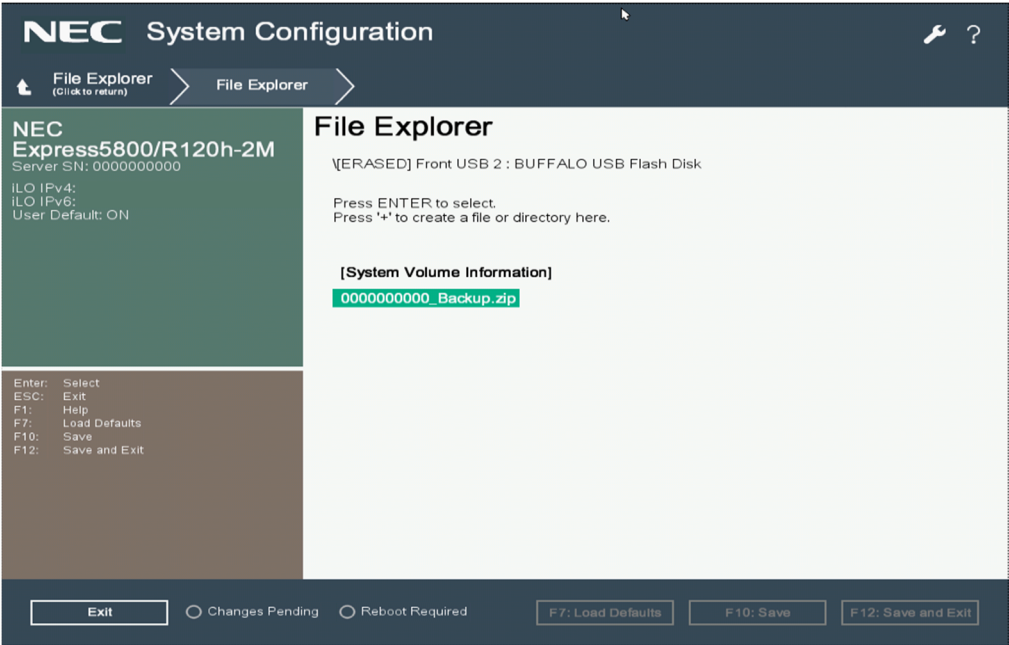 NEC System Configuration
?
File Explorer
(Click to return)
File Explorer
NEC
Express5800/R120h-2M
Server SN: 0000000000
iLO IPv4:
iLO IPv6:
User Default: ON
File Explorer
\[ERASED] Front USB 2 : BUFFALO USB Flash Disk
Press ENTER to select.
Press '+' to create a file or directory here.
[System Volume Information]
0000000000_Backup.zip
Enter: Select
ESC: Exit
F1: Help
F7: Load Defaults
F10: Save
F12: Save and Exit
Exit
Changes Pending
Reboot Required
F7: Load Defaults
F10: Save
F12: Save and Exit